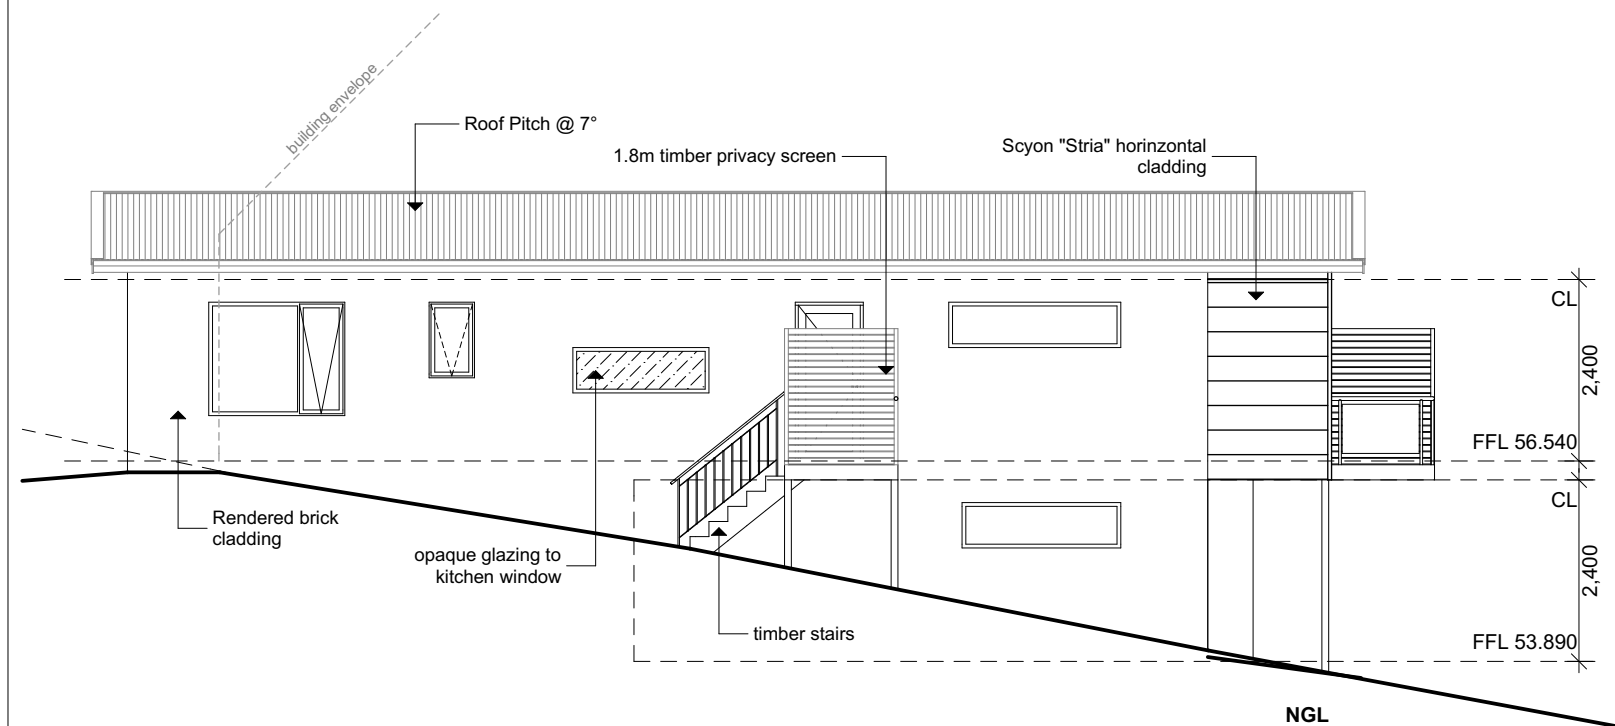 building envelope
Roof Pitch @ 7°
1.8m timber privacy screen
Scyon "Stria" horinzontal
cladding
CL
2,400
FFL 56.540
CL
Rendered brick
cladding
opaque glazing to
kitchen window
2,400
timber stairs
FFL 53.890
NGL